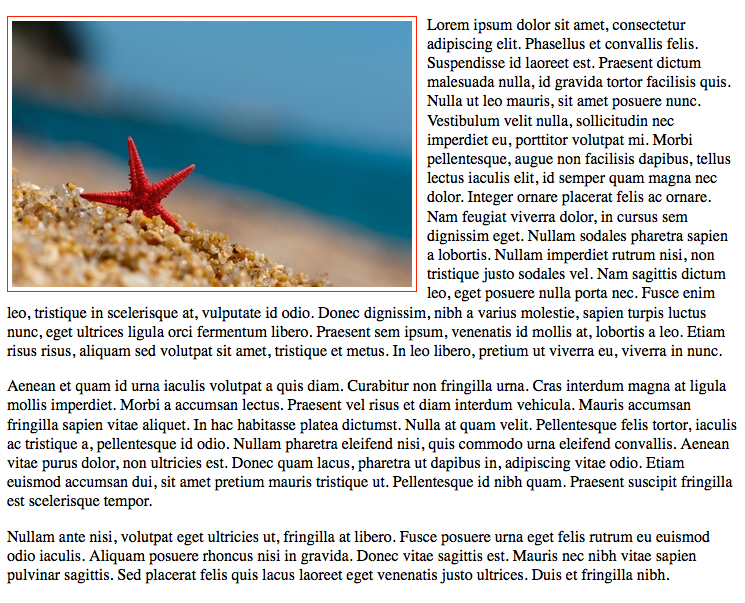 Lorem ipsum dolor sit amet, consectetur
adipiscing elit. Phasellus et convallis felis.
Suspendisse id laoreet est. Praesent dictum
malesuada nulla, id gravida tortor facilisis quis.
Nulla ut leo mauris, sit amet posuere nunc.
Vestibulum velit nulla, sollicitudin nec
imperdiet eu, porttitor volutpat mi. Morbi
pellentesque, augue non facilisis dapibus, tellus
lectus iaculis elit, id semper quam magna nec
dolor. Integer ornare placerat felis ac ornare.
Nam feugiat viverra dolor, in cursus sem
dignissim eget. Nullam sodales pharetra sapien
a lobortis. Nullam imperdiet rutrum nisi, non
tristique justo sodales vel. Nam sagittis dictum
leo, eget posuere nulla porta nec. Fusce enim
leo, tristique in scelerisque at, vulputate id odio. Donec dignissim, nibh a varius molestie, sapien turpis luctus
nunc, eget ultrices ligula orci fermentum libero. Praesent sem ipsum, venenatis id mollis at, lobortis a leo. Etiam
risus risus, aliquam sed volutpat sit amet, tristique et metus. In leo libero, pretium ut viverra eu, viverra in nunc.
Aenean et quam id urna iaculis volutpat a quis diam. Curabitur non fringilla urna. Cras interdum magna at ligula
mollis imperdiet. Morbi a accumsan lectus. Praesent vel risus et diam interdum vehicula. Mauris accumsan
fringilla sapien vitae aliquet. In hac habitasse platea dictumst. Nulla at quam velit. Pellentesque felis tortor, iaculis
ac tristique a, pellentesque id odio. Nullam pharetra eleifend nisi, quis commodo urna eleifend convallis. Aenean
vitae purus dolor, non ultricies est. Donec quam lacus, pharetra ut dapibus in, adipiscing vitae odio. Etiam
euismod accumsan dui, sit amet pretium mauris tristique ut. Pellentesque id nibh quam. Praesent suscipit fringilla
est scelerisque tempor.
Nullam ante nisi, volutpat eget ultricies ut, fringilla at libero. Fusce posuere urna eget felis rutrum eu euismod
odio iaculis. Aliquam posuere rhoncus nisi in gravida. Donec vitae sagittis est. Mauris nec nibh vitae sapien
pulvinar sagittis. Sed placerat felis quis lacus laoreet eget venenatis justo ultrices. Duis et fringilla nibh.